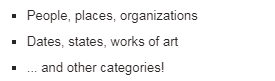 ▪ People, places, organizations
▪ Dates, states, works of art
▪ ... and other categories!